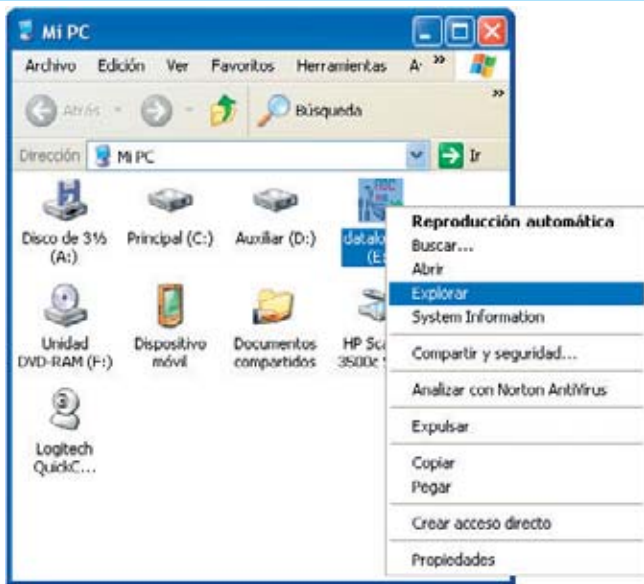 Mi PC
Archivo Edición Ver Favoritos Herramientas A »
Atrás Búsqueda »
Dirección Mi PC Ir
Disco de 3½ (A:)
Principal (C:)
Auxiliar (D:)
(E:
Unidad DVD-RAM (F:)
Dispositivo móvil
Documentos compartidos
HP 3500c
Logitech QuickC...
Reproducción automática
Buscar...
Abrir
Explorar
System Information
Compartir y seguridad...
Analizar con Norton AntiVirus
Expulsar
Copiar
Pegar
Crear acceso directo
Propiedades